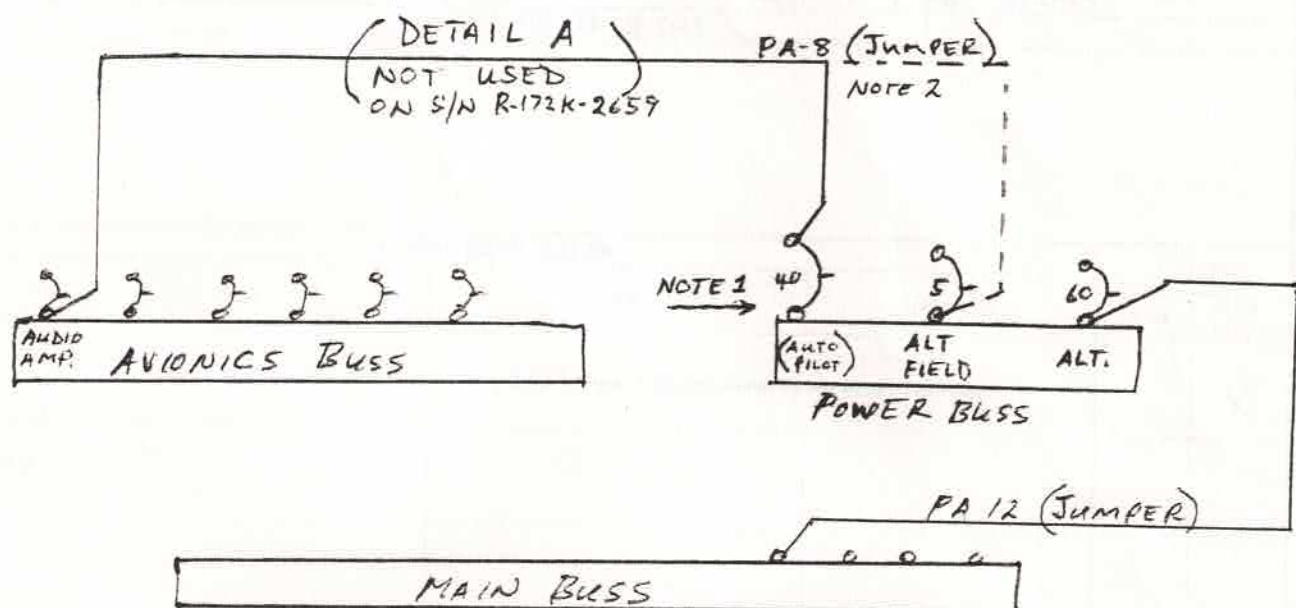 DETAIL A
NOT USED
ON S/N R-172K-2659
PA-8 (JUMPER)
NOTE 2
NOTE 1
40
5
60
AUDIO
AMP.
AVIONICS BUSS
(AUTO
PILOT)
ALT
FIELD
ALT.
POWER BUSS
PA 12 (JUMPER)
MAIN BUSS